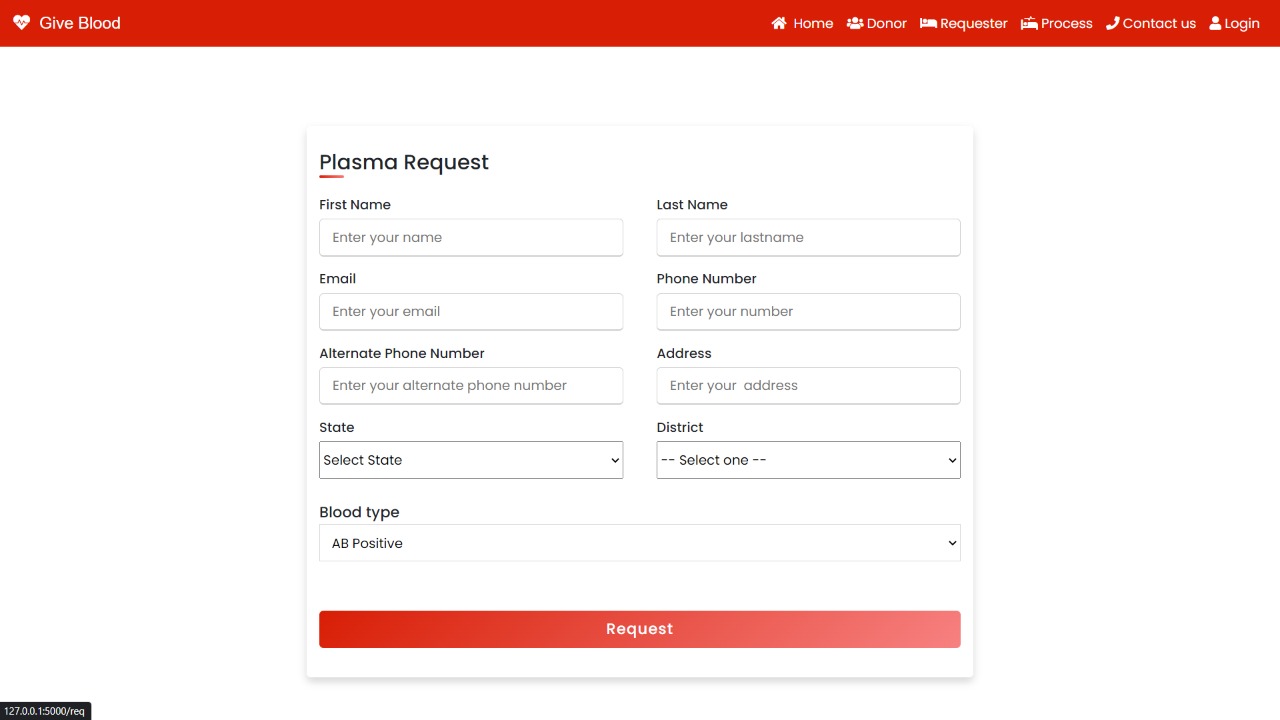 Give Blood Home Donor Requester Process Contact us Login
Plasma Request
First Name Last Name
Enter your name Enter your lastname
Email Phone Number
Enter your email Enter your number
Alternate Phone Number Address
Enter your alternate phone number Enter your  address
State District
Select State -- Select one --
Blood type
AB Positive
Request
127.0.0.1:5000/req